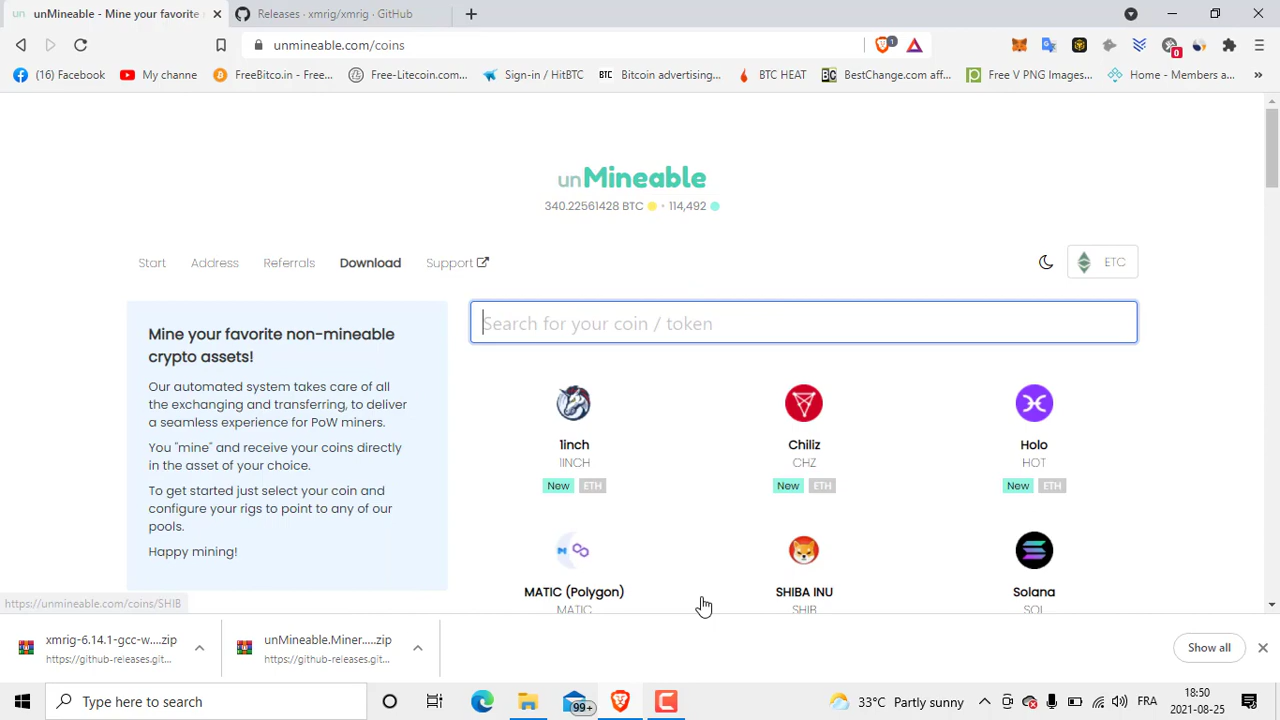 unMineable - Mine your favorite
Releases · xmrig/xmrig · GitHub
unmineable.com/coins
1
0
(16) Facebook
My channe
FreeBitco.in - Free...
Free-Litecoin.com...
Sign-in / HitBTC
BTC Bitcoin advertising...
BTC HEAT
BestChange.com aff...
Free V PNG Images...
Home - Members a...
unMineable
340.22561428 BTC • 114,492
Start
Address
Referrals
Download
Support
ETC
Mine your favorite non-mineable
crypto assets!
Our automated system takes care of all
the exchanging and transferring, to deliver
a seamless experience for PoW miners.
You "mine" and receive your coins directly
in the asset of your choice.
To get started just select your coin and
configure your rigs to point to any of our
pools.
Happy mining!
Search for your coin / token
1inch
1INCH
New ETH
Chiliz
CHZ
New ETH
Holo
HOT
New ETH
MATIC (Polygon)
MATIC
SHIBA INU
SHIB
Solana
SOL
https://unmineable.com/coins/SHIB
xmrig-6.14.1-gcc-w....zip
https://github-releases.git...
unMineable.Miner.....zip
https://github-releases.git...
Show all
Type here to search
99+
33°C Partly sunny
FRA
18:50
2021-08-25